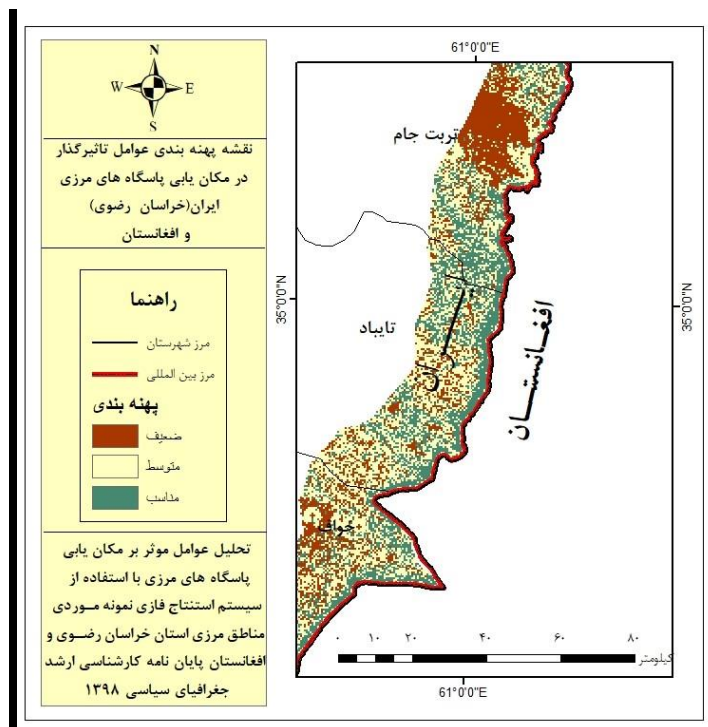 N
W E
S
نقشه پهنه بندی عوامل تاثیرگذار
در مکان یابی پاسگاه های مرزی
ایران(خراسان رضوی)
و افغانستان
راهنما
مرز شهرستان
مرز بین المللی
پهنه بندی
ضعیف
متوسط
مناسب
تحلیل عوامل موثر بر مکان یابی
پاسگاه های مرزی با استفاده از
سیستم استنتاج فازی نمونه مـوردی
مناطق مرزی استان خراسان رضـوی و
افغانستان پایان نامه کارشناسی ارشد
جغرافیای سیاسی ۱۳۹۸
61°0'0"E
تربت جام
35°0'0"N
35°0'0"N
تایباد
ایـــران
افغـانستــان
خواف
۰ ۱۰ ۲۰ ۴۰ ۶۰ ۸۰
کیلومتر
61°0'0"E